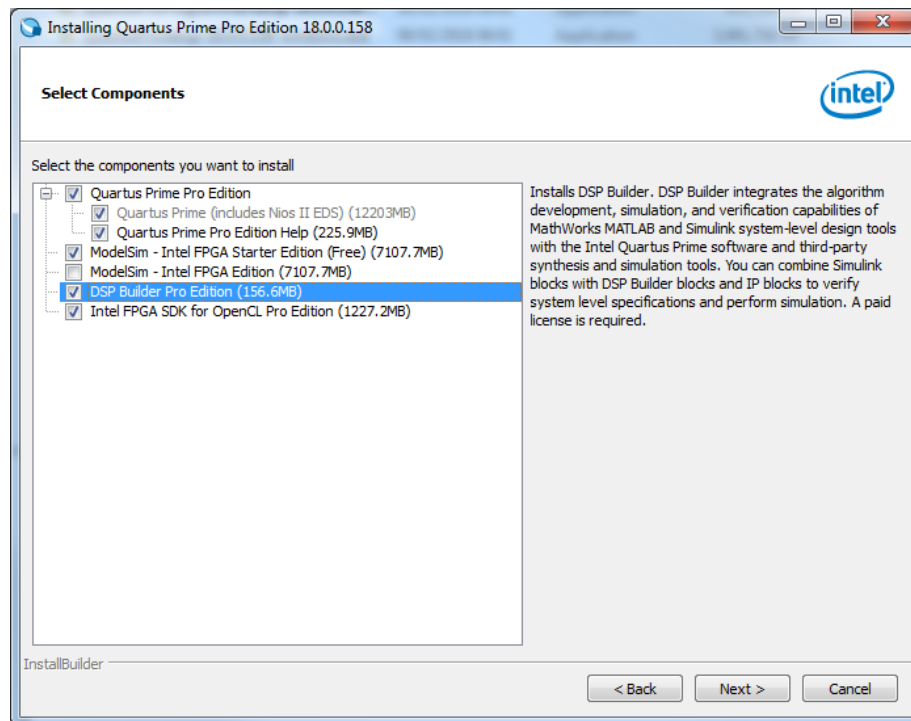 Installing Quartus Prime Pro Edition 18.0.0.158
Select Components
intel
Select the components you want to install
Quartus Prime Pro Edition
Quartus Prime (includes Nios II EDS) (12203MB)
Quartus Prime Pro Edition Help (225.9MB)
ModelSim - Intel FPGA Starter Edition (Free) (7107.7MB)
ModelSim - Intel FPGA Edition (7107.7MB)
DSP Builder Pro Edition (156.6MB)
Intel FPGA SDK for OpenCL Pro Edition (1227.2MB)
Installs DSP Builder. DSP Builder integrates the algorithm
development, simulation, and verification capabilities of
MathWorks MATLAB and Simulink system-level design tools
with the Intel Quartus Prime software and third-party
synthesis and simulation tools. You can combine Simulink
blocks with DSP Builder blocks and IP blocks to verify
system level specifications and perform simulation. A paid
license is required.
InstallBuilder
< Back
Next >
Cancel